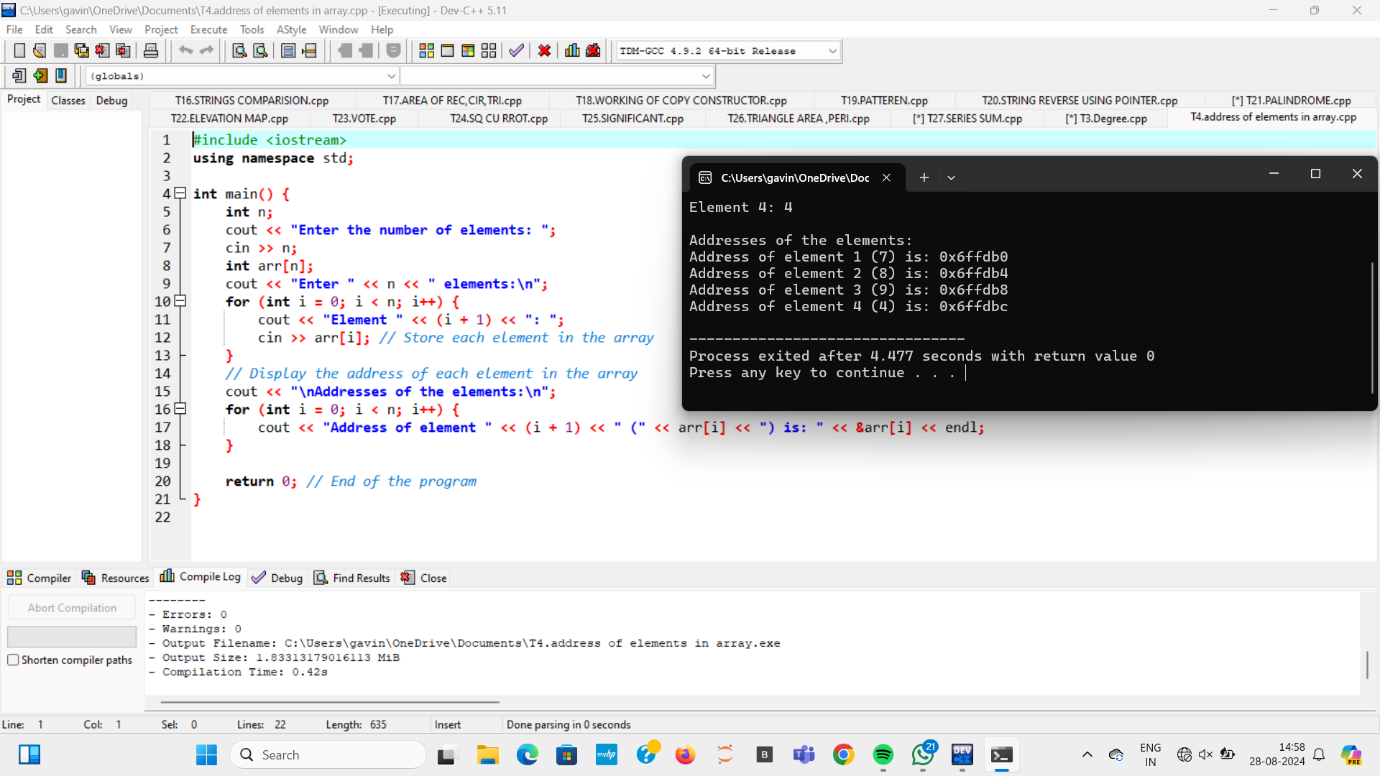 C:\Users\gavin\OneDrive\Documents\T4.address of elements in array.cpp - [Executing] - Dev-C++ 5.11
File Edit Search View Project Execute Tools AStyle Window Help
TDM-GCC 4.9.2 64-bit Release
(globals)
Project Classes Debug
T16.STRINGS COMPARISION.cpp T17.AREA OF REC,CIR,TRI.cpp T18.WORKING OF COPY CONSTRUCTOR.cpp T19.PATTEREN.cpp T20.STRING REVERSE USING POINTER.cpp [*] T21.PALINDROME.cpp
T22.ELEVATION MAP.cpp T23.VOTE.cpp T24.SQ CU RROT.cpp T25.SIGNIFICANT.cpp T26.TRIANGLE AREA ,PERI.cpp [*] T27.SERIES SUM.cpp [*] T3.Degree.cpp T4.address of elements in array.cpp
1 #include <iostream>
2 using namespace std;
3
4 int main() {
5 int n;
6 cout << "Enter the number of elements: ";
7 cin >> n;
8 int arr[n];
9 cout << "Enter " << n << " elements:\n";
10 for (int i = 0; i < n; i++) {
11 cout << "Element " << (i + 1) << ": ";
12 cin >> arr[i]; // Store each element in the array
13 }
14 // Display the address of each element in the array
15 cout << "\nAddresses of the elements:\n";
16 for (int i = 0; i < n; i++) {
17 cout << "Address of element " << (i + 1) << " (" << arr[i] << ") is: " << &arr[i] << endl;
18 }
19
20 return 0; // End of the program
21 }
22
C:\Users\gavin\OneDrive\Doc
Element 4: 4
Addresses of the elements:
Address of element 1 (7) is: 0x6ffdb0
Address of element 2 (8) is: 0x6ffdb4
Address of element 3 (9) is: 0x6ffdb8
Address of element 4 (4) is: 0x6ffdbc
--------------------------------
Process exited after 4.477 seconds with return value 0
Press any key to continue . . .
Compiler Resources Compile Log Debug Find Results Close
Abort Compilation
Shorten compiler paths
--------
- Errors: 0
- Warnings: 0
- Output Filename: C:\Users\gavin\OneDrive\Documents\T4.address of elements in array.exe
- Output Size: 1.83313179016113 MiB
- Compilation Time: 0.42s
Line: 1 Col: 1 Sel: 0 Lines: 22 Length: 635 Insert Done parsing in 0 seconds
Search
myhp
B
21
DEV
ENG
IN
14:58
28-08-2024
PRE